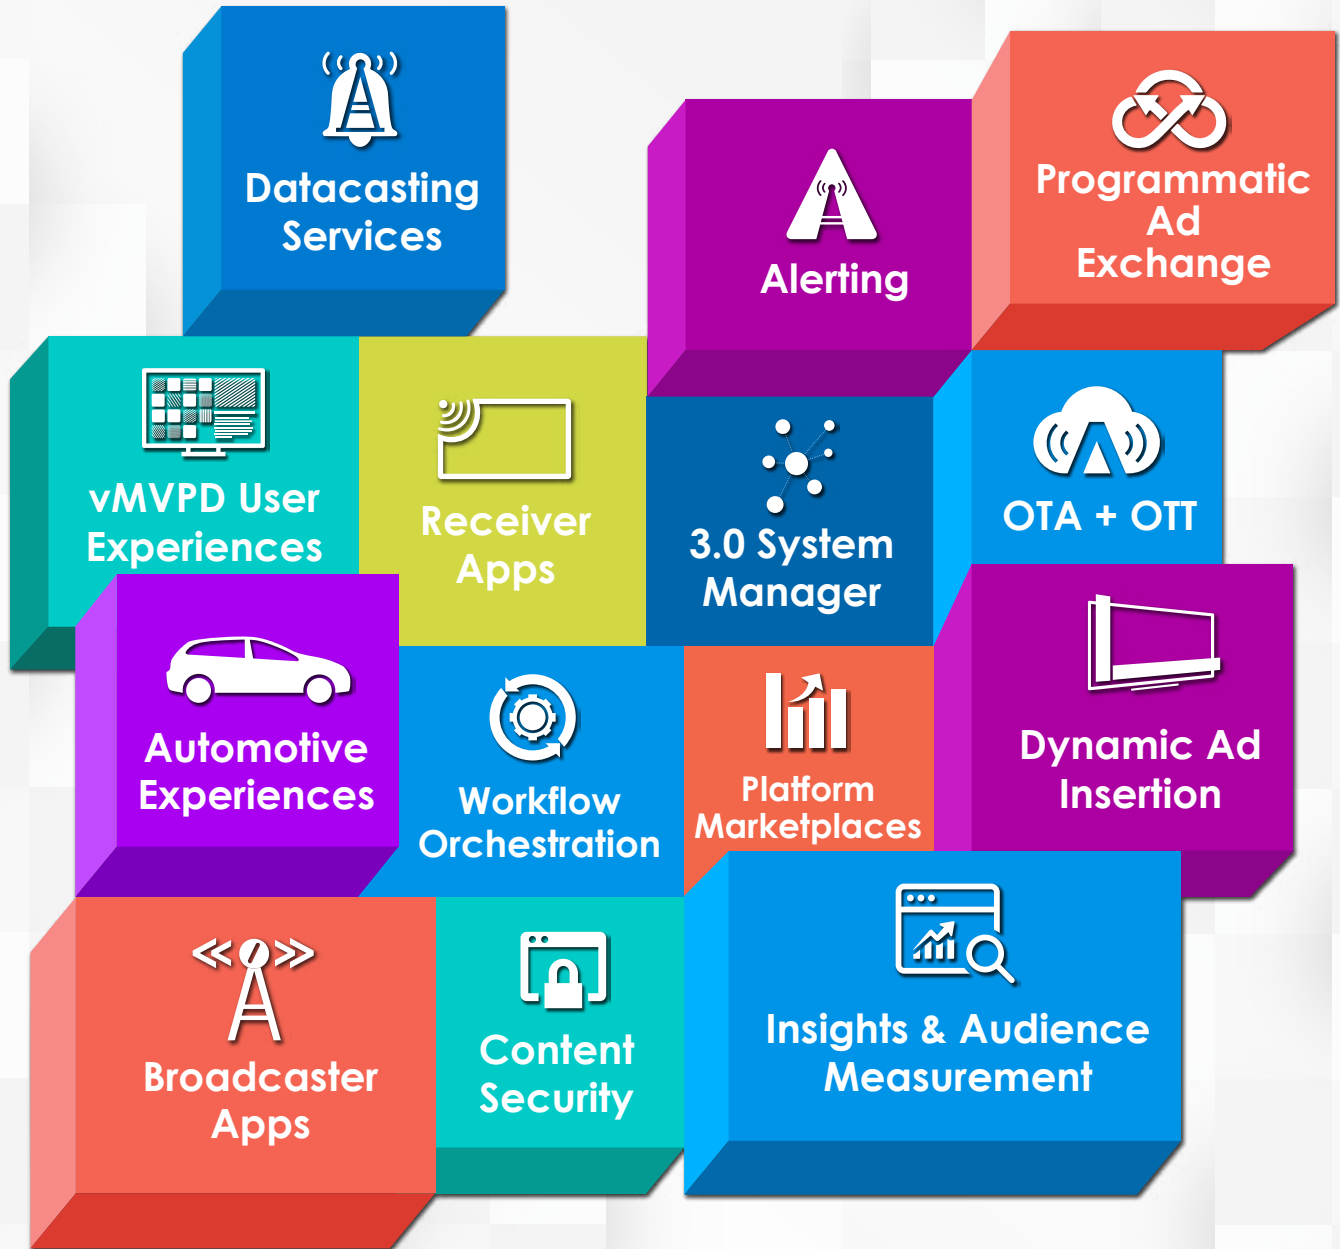 Datacasting
Services
Alerting
Programmatic
Ad
Exchange
vMVPD User
Experiences
Receiver
Apps
3.0 System
Manager
OTA + OTT
Automotive
Experiences
Workflow
Orchestration
Platform
Marketplaces
Dynamic Ad
Insertion
Broadcaster
Apps
Content
Security
Insights & Audience
Measurement